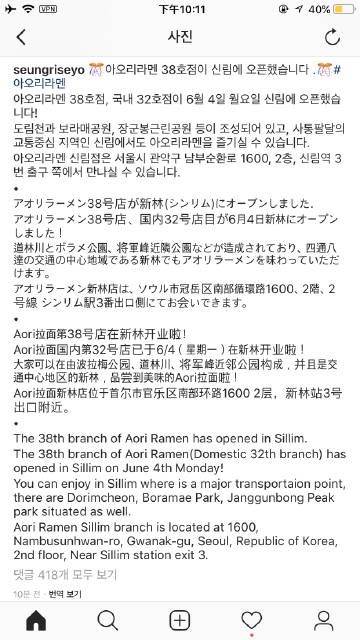 VPN 下午10:11 40%
사진
seungriseyo 🎊아오리라멘 38호점이 신림에 오픈했습니다 .🎊#
아오리라멘
아오리라멘 38호점, 국내 32호점이 6월 4일 월요일 신림에 오픈했습
니다!
도림천과 보라매공원, 장군봉근린공원 등이 조성되어 있고, 사통팔달의
교통중심 지역인 신림에서도 아오리라멘을 즐기실 수 있습니다.
아오리라멘 신림점은 서울시 관악구 남부순환로 1600, 2층, 신림역 3
번 출구 쪽에서 만나실 수 있습니다.
•
アオリラーメン38号店が新林(シンリム)にオープンしました.
アオリラーメン38号店、国内32号店目が6月4日新林にオープン
しました！
道林川とボラメ公園、将軍峰近隣公園などが造成されており、四通八
達の交通の中心地域である新林でもアオリラーメンを味わっていただ
けます。
アオリラーメン新林店は、ソウル市冠岳区南部循環路1600、2階、2
号線 シンリム駅3番出口側にてお会いできます。
•
Aori拉面第38号店在新林开业啦！
Aori拉面国内第32号店已于6/4（星期一）在新林开业啦！
大家可以在由波拉梅公园、道林川、将军峰近邻公园构成，并且是交
通中心地区的新林，品尝到美味的Aori拉面啦！
Aori拉面新林店位于首尔市官乐区南部环路1600 2层，新林站3号
出口附近。
•
The 38th branch of Aori Ramen has opened in Sillim.
The 38th branch of Aori Ramen(Domestic 32th branch) has
opened in Sillim on June 4th Monday!
You can enjoy in Sillim where is a major transportaion point,
there are Dorimcheon, Boramae Park, Janggunbong Peak
park situated as well.
Aori Ramen Sillim branch is located at 1600,
Nambusunhwan-ro, Gwanak-gu, Seoul, Republic of Korea,
2nd floor, Near Sillim station exit 3.
댓글 418개 모두 보기
10분 전 · 번역 보기